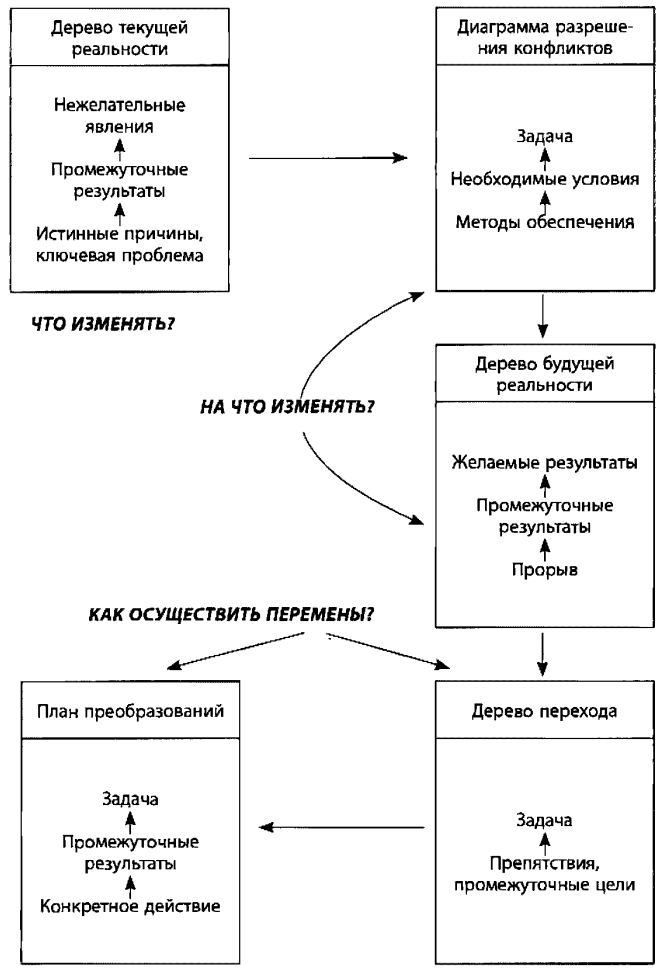 Дерево текущей
реальности
Нежелательные
явления
Промежуточные
результаты
Истинные причины,
ключевая проблема
ЧТО ИЗМЕНЯТЬ?
Диаграмма разреше-
ния конфликтов
Задача
Необходимые условия
Методы обеспечения
НА ЧТО ИЗМЕНЯТЬ?
Дерево будущей
реальности
Желаемые результаты
Промежуточные
результаты
Прорыв
КАК ОСУЩЕСТВИТЬ ПЕРЕМЕНЫ?
План преобразований
Задача
Промежуточные
результаты
Конкретное действие
Дерево перехода
Задача
Препятствия,
промежуточные цели